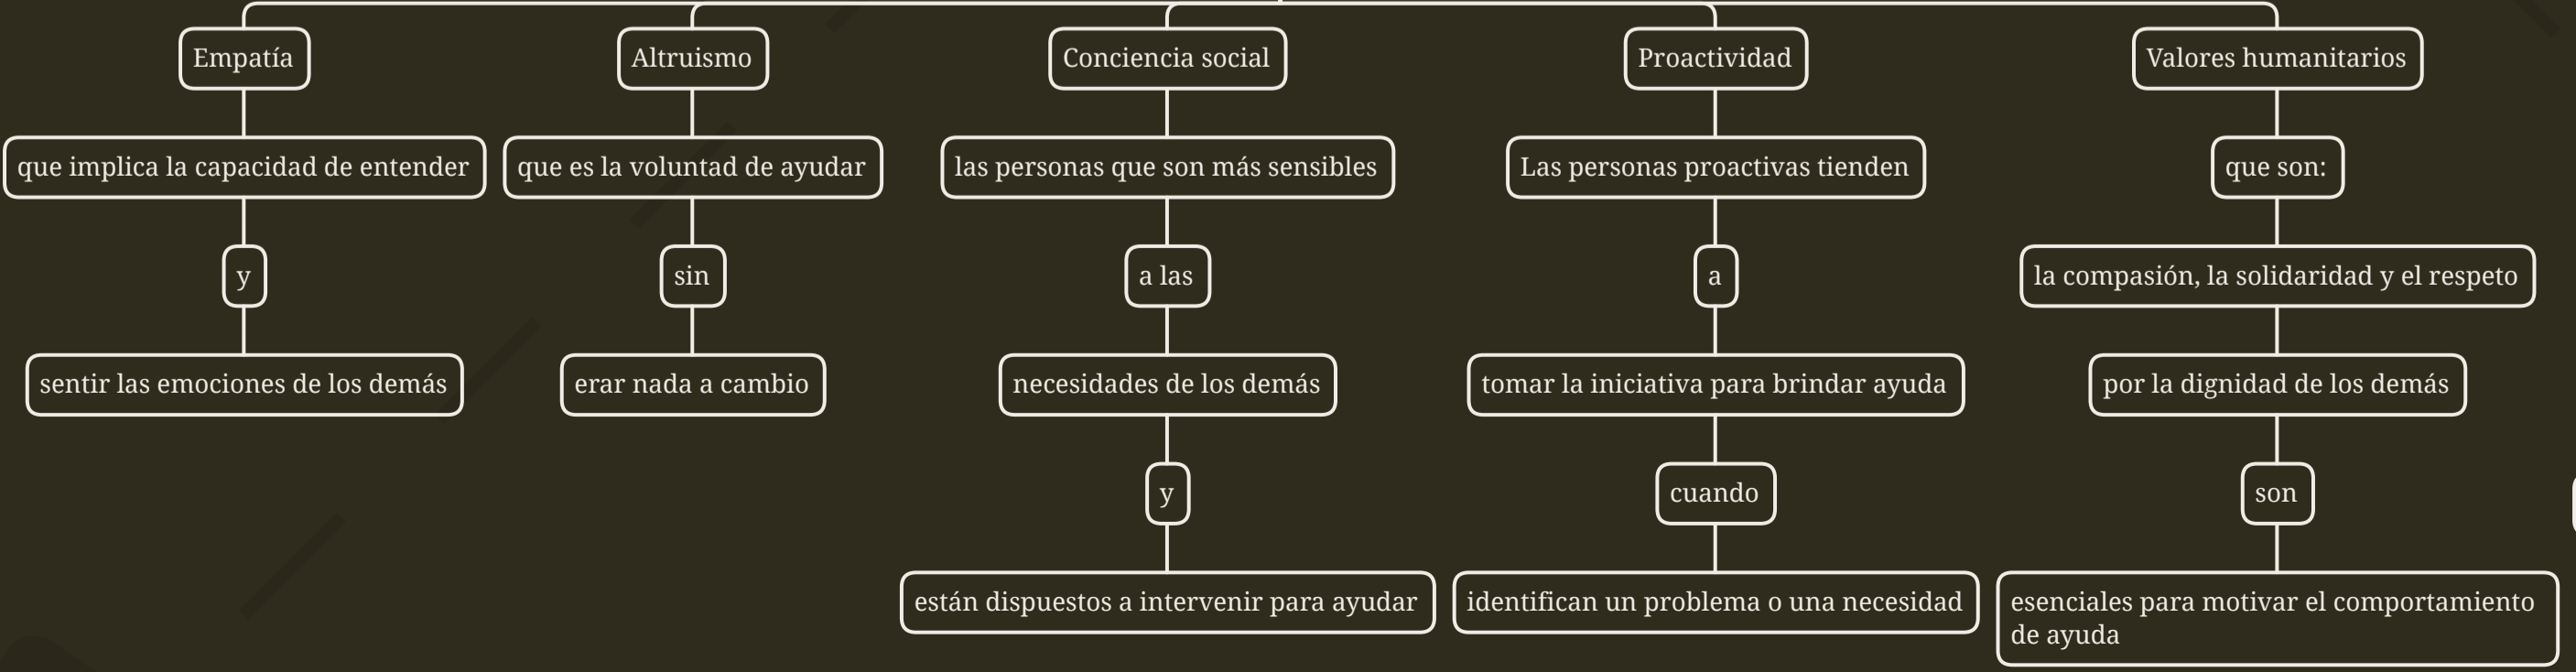 Empatía
que implica la capacidad de entender
y
sentir las emociones de los demás
Altruismo
que es la voluntad de ayudar
sin
erar nada a cambio
Conciencia social
las personas que son más sensibles
a las
necesidades de los demás
y
están dispuestos a intervenir para ayudar
Proactividad
Las personas proactivas tienden
a
tomar la iniciativa para brindar ayuda
cuando
identifican un problema o una necesidad
Valores humanitarios
que son:
la compasión, la solidaridad y el respeto
por la dignidad de los demás
son
esenciales para motivar el comportamiento
de ayuda